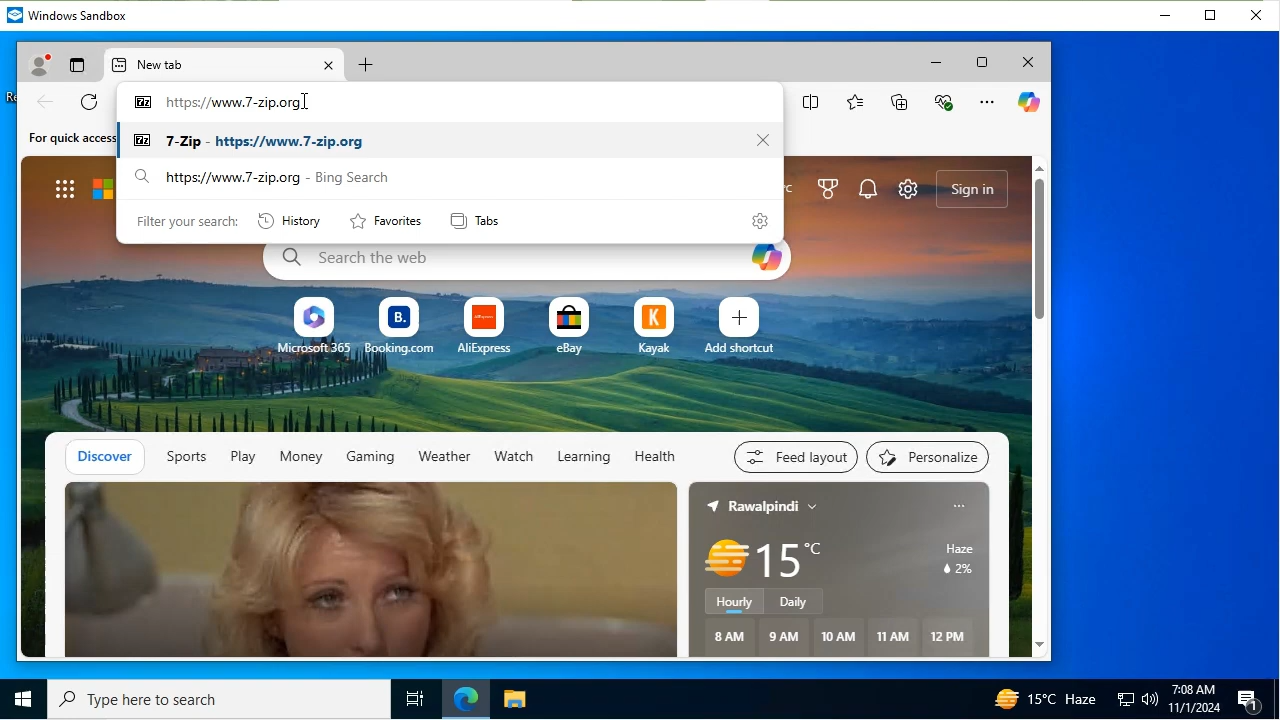 Windows Sandbox
New tab
https://www.7-zip.org
For quick access
7-Zip - https://www.7-zip.org
https://www.7-zip.org - Bing Search
Filter your search: History Favorites Tabs
Sign in
Search the web
Microsoft 365 Booking.com AliExpress eBay Kayak Add shortcut
Discover Sports Play Money Gaming Weather Watch Learning Health Feed layout Personalize
Rawalpindi
15 °C
Haze
2%
Hourly Daily
8 AM 9 AM 10 AM 11 AM 12 PM
Type here to search
15°C Haze
7:08 AM
11/1/2024
1